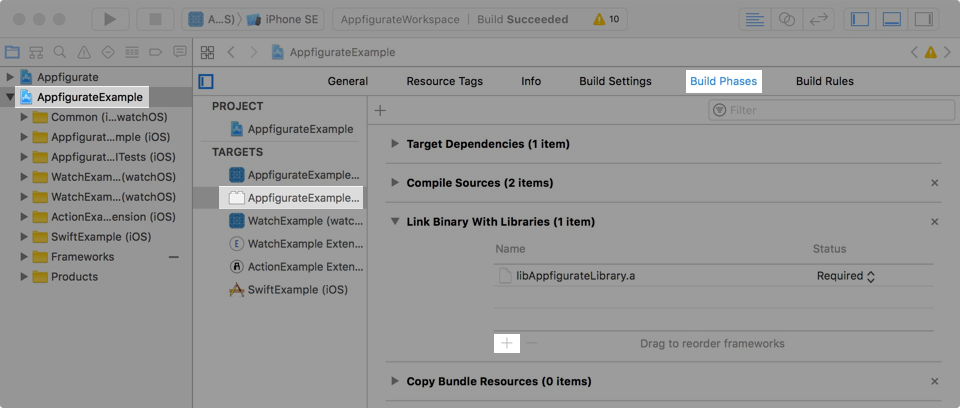 A...S) 〉 iPhone SE
AppfigurateWorkspace | Build Succeeded 10
AppfigurateExample
Appfigurate
AppfigurateExample
Common (i...watchOS)
Appfigurat...mple (iOS)
Appfigurat...ITests (iOS)
WatchExam...(watchOS)
WatchExam...(watchOS)
ActionExa...ension (iOS)
SwiftExample (iOS)
Frameworks
Products
General Resource Tags Info Build Settings Build Phases Build Rules
PROJECT
AppfigurateExample
TARGETS
AppfigurateExample...
AppfigurateExample...
WatchExample (watc...
E WatchExample Exten...
ActionExample Exten...
SwiftExample (iOS)
Filter
Target Dependencies (1 item)
Compile Sources (2 items)
Link Binary With Libraries (1 item)
Name Status
libAppfigurateLibrary.a Required
Drag to reorder frameworks
Copy Bundle Resources (0 items)